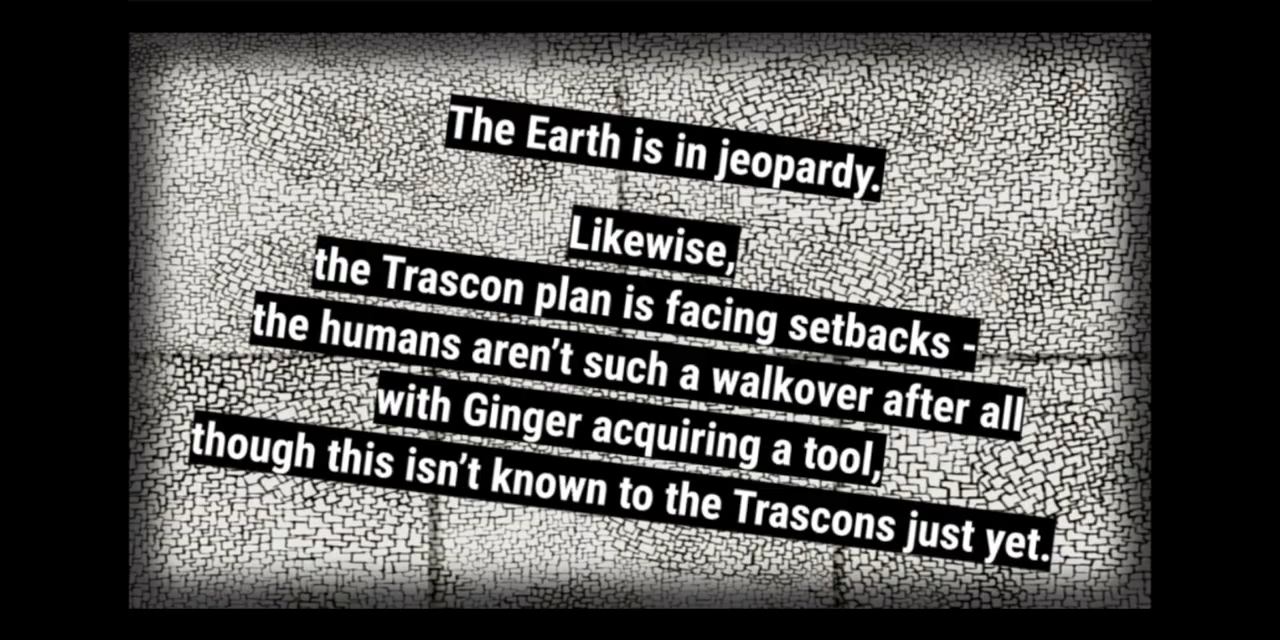 The Earth is in jeopardy.
Likewise,
the Trascon plan is facing setbacks -
the humans aren’t such a walkover after all
with Ginger acquiring a tool,
though this isn’t known to the Trascons just yet.